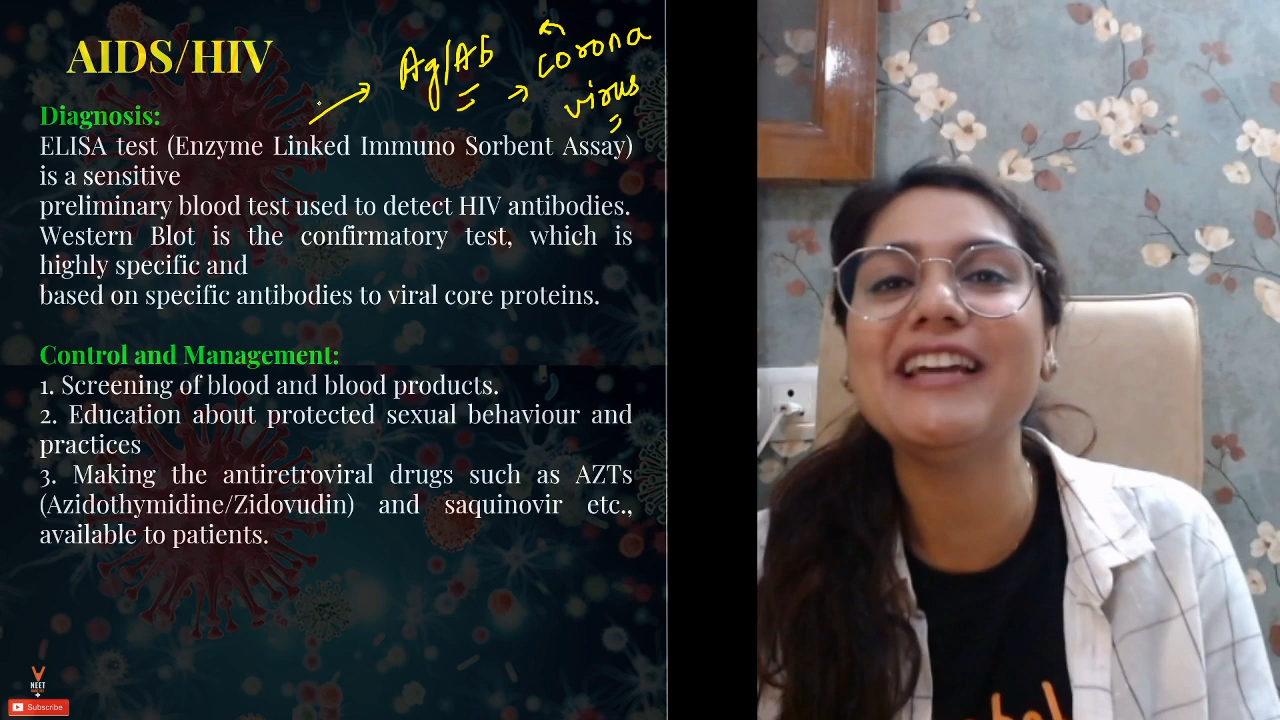 AIDS/HIV
Ag/Ab → corona
virus
Diagnosis:
ELISA test (Enzyme Linked Immuno Sorbent Assay)
is a sensitive
preliminary blood test used to detect HIV antibodies.
Western Blot is the confirmatory test, which is
highly specific and
based on specific antibodies to viral core proteins.
Control and Management:
1. Screening of blood and blood products.
2. Education about protected sexual behaviour and
practices
3. Making the antiretroviral drugs such as AZTs
(Azidothymidine/Zidovudin) and saquinovir etc.,
available to patients.
V
NEET
Subscribe